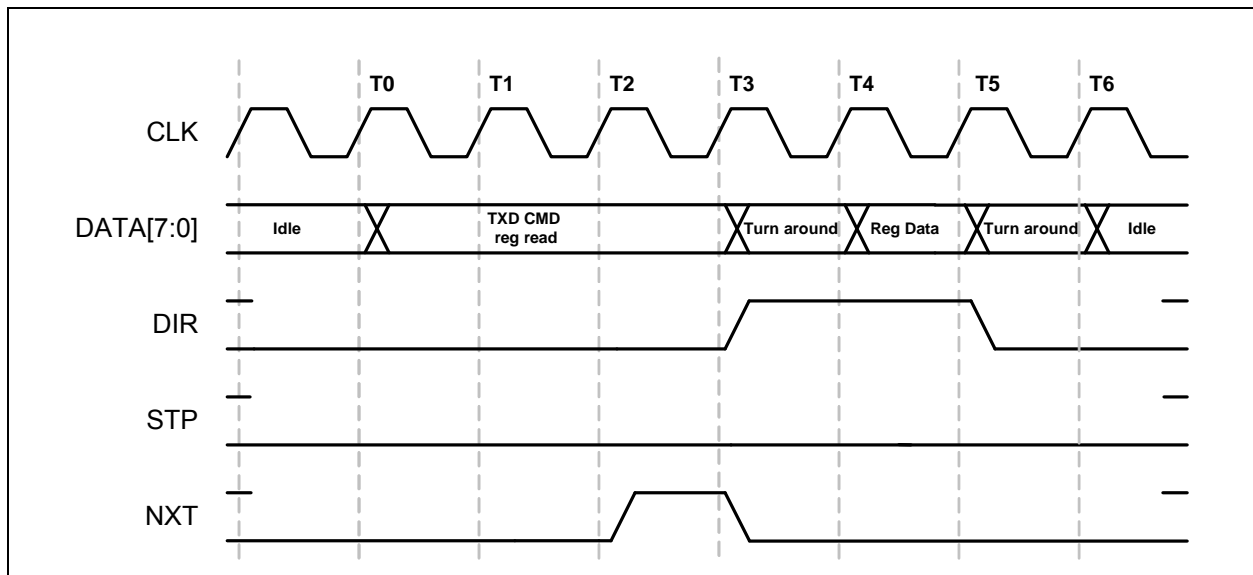 T0 T1 T2 T3 T4 T5 T6
CLK
DATA[7:0]
Idle
TXD CMD
reg read
Turn around
Reg Data
Turn around
Idle
DIR
STP
NXT